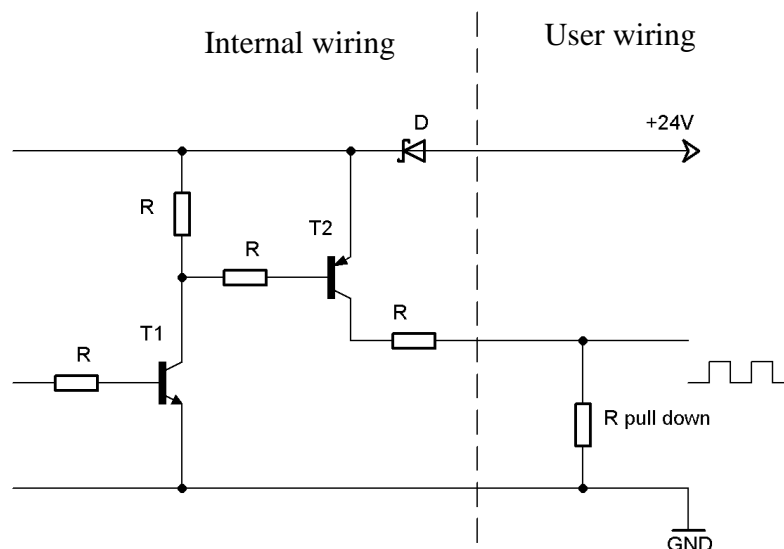 Internal wiring
User wiring
D
+24V
R
T2
R
T1
R
R
R pull down
GND